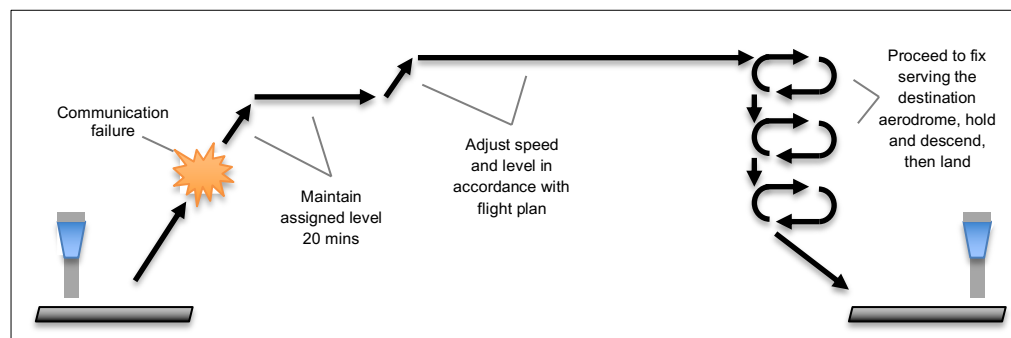 Communication
failure
Maintain
assigned level
20 mins
Adjust speed
and level in
accordance with
flight plan
Proceed to fix
serving the
destination
aerodrome, hold
and descend,
then land